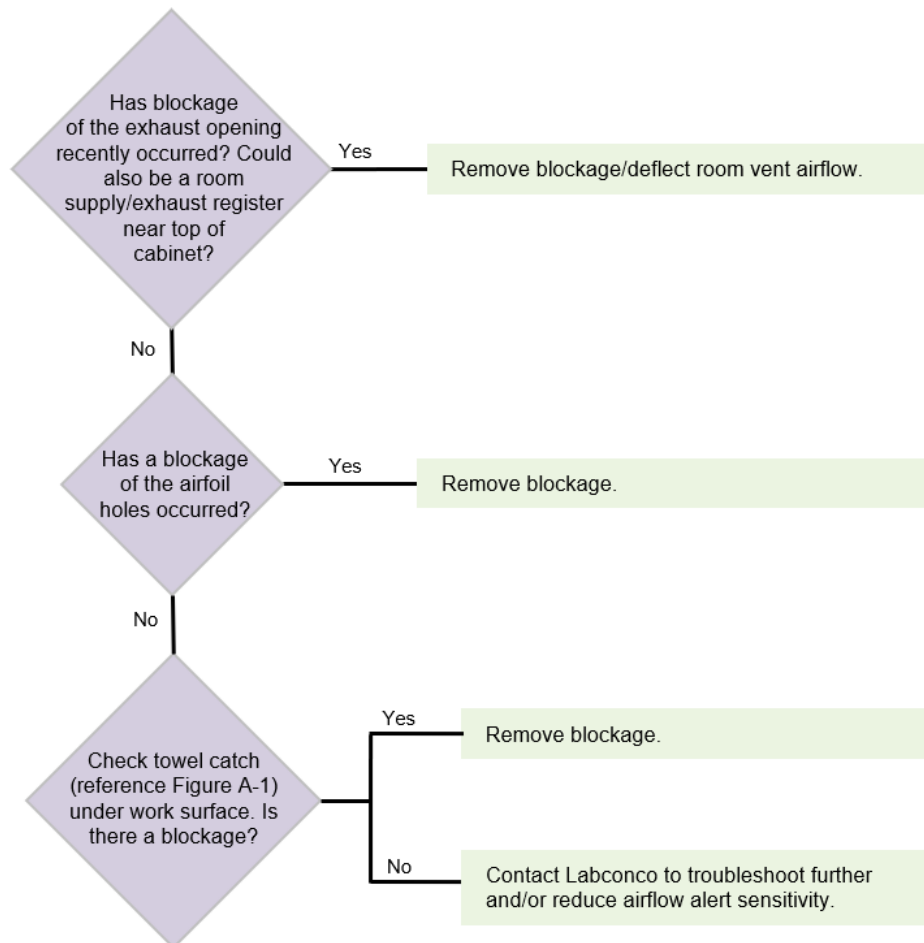 Has blockage
of the exhaust opening
recently occurred? Could
also be a room
supply/exhaust register
near top of
cabinet?
Yes
Remove blockage/deflect room vent airflow.
No
Has a blockage
of the airfoil
holes occurred?
Yes
Remove blockage.
No
Check towel catch
(reference Figure A-1)
under work surface. Is
there a blockage?
Yes
Remove blockage.
No
Contact Labconco to troubleshoot further
and/or reduce airflow alert sensitivity.